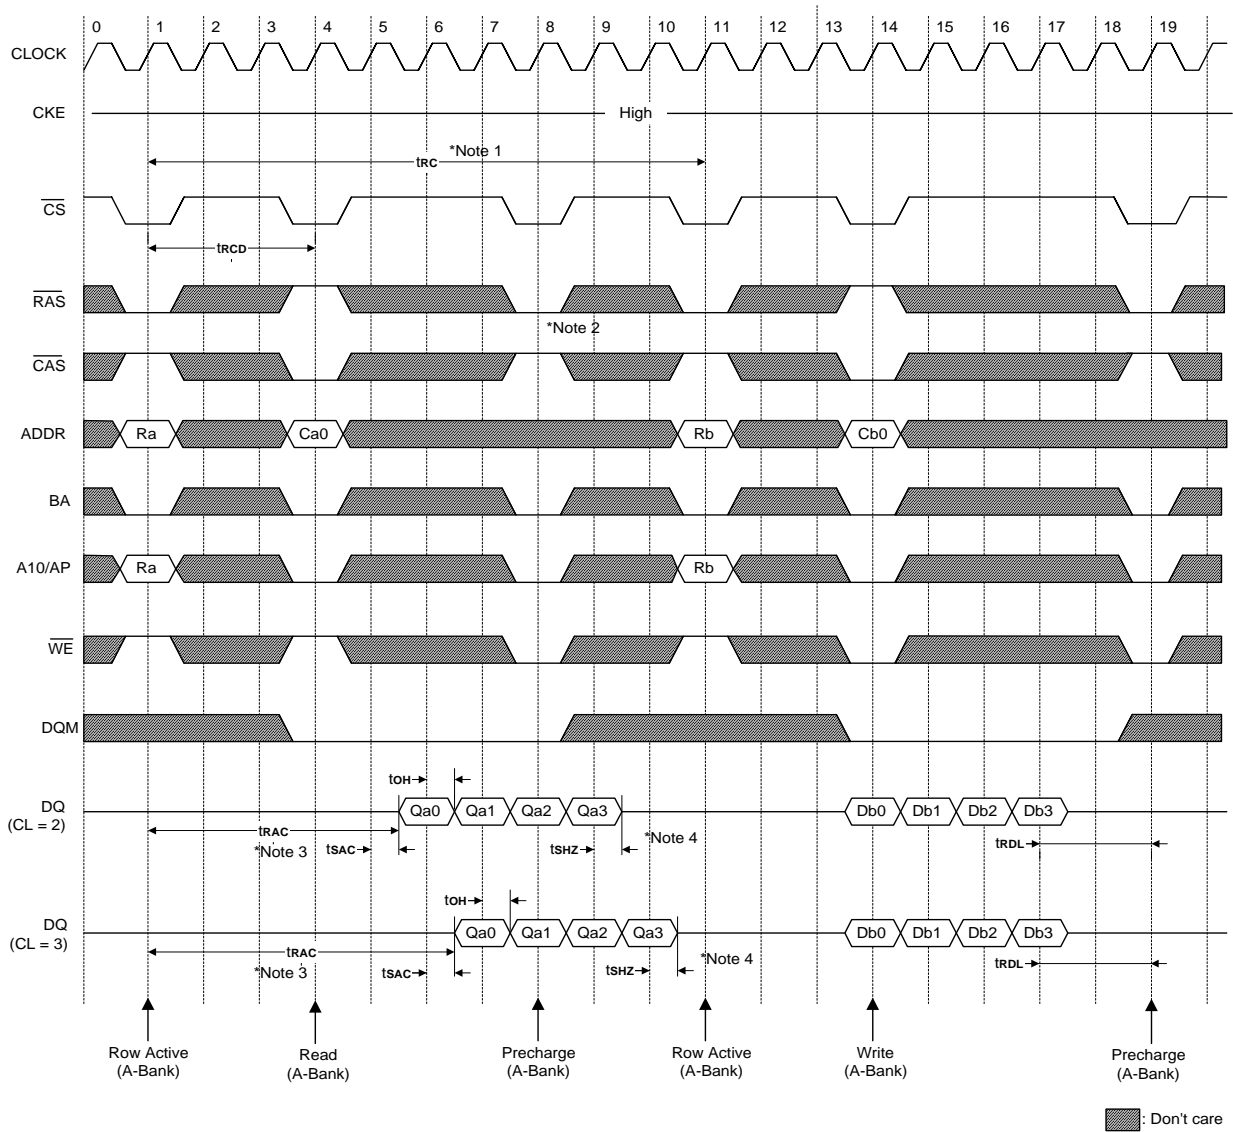 0 1 2 3 4 5 6 7 8 9 10 11 12 13 14 15 16 17 18 19
CLOCK
CKE High
*Note 1
tRC
CS
tRCD
RAS
*Note 2
CAS
ADDR Ra Ca0 Rb Cb0
BA
A10/AP Ra Rb
WE
DQM
tOH
DQ
(CL = 2)
Qa0 Qa1 Qa2 Qa3 Db0 Db1 Db2 Db3
tRAC
*Note 3 tSAC tSHZ *Note 4 tRDL
tOH
DQ
(CL = 3)
Qa0 Qa1 Qa2 Qa3 Db0 Db1 Db2 Db3
tRAC
*Note 3 tSAC tSHZ *Note 4 tRDL
Row Active
(A-Bank)
Read
(A-Bank)
Precharge
(A-Bank)
Row Active
(A-Bank)
Write
(A-Bank)
Precharge
(A-Bank)
: Don't care